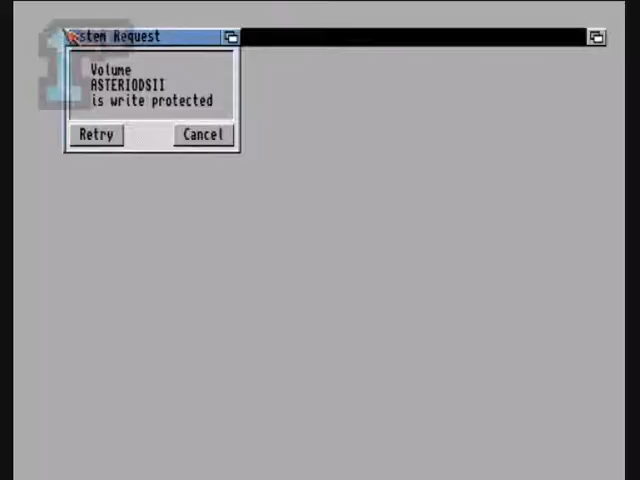 stem Request
Volume
ASTERIODSII
is write protected
Retry Cancel